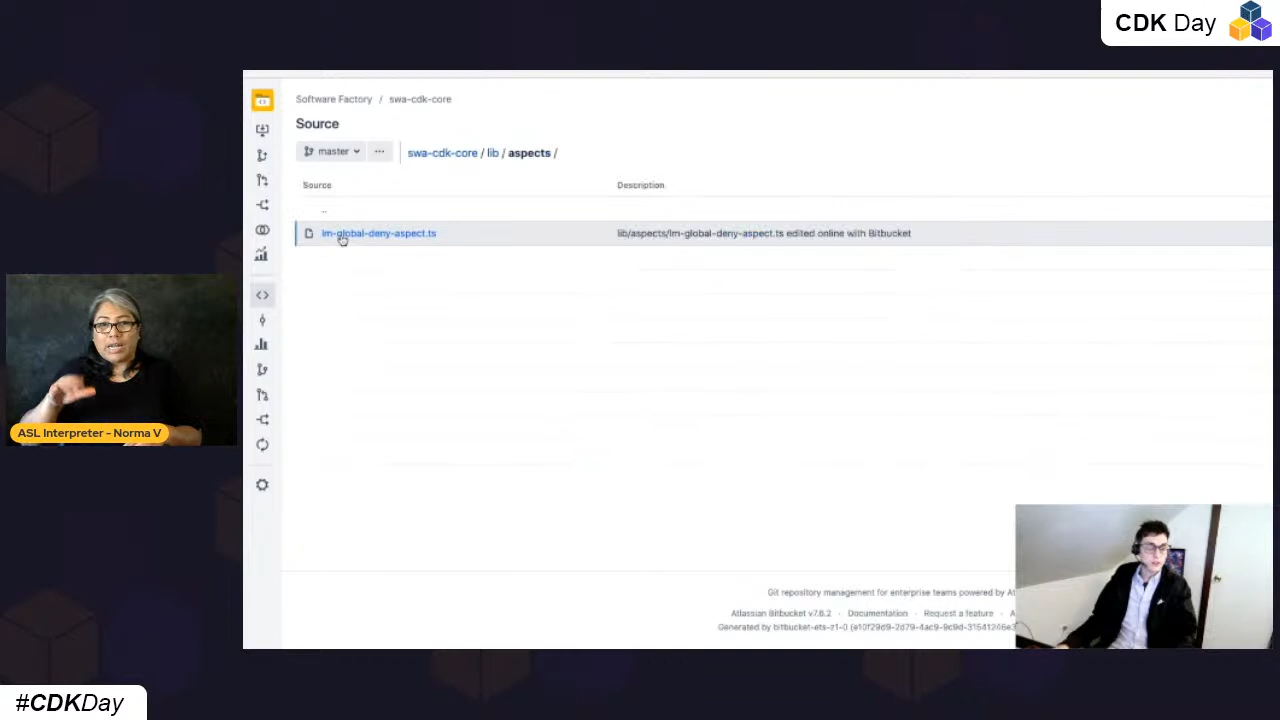 CDK Day
Software Factory / swa-cdk-core
Source
master
swa-cdk-core / lib / aspects /
Source Description
..
lm-global-deny-aspect.ts lib/aspects/lm-global-deny-aspect.ts edited online with Bitbucket
ASL Interpreter - Norma V
Git repository management for enterprise teams powered by
Atlassian Bitbucket v7.6.2 · Documentation · Request a feature ·
Generated by
#CDKDay